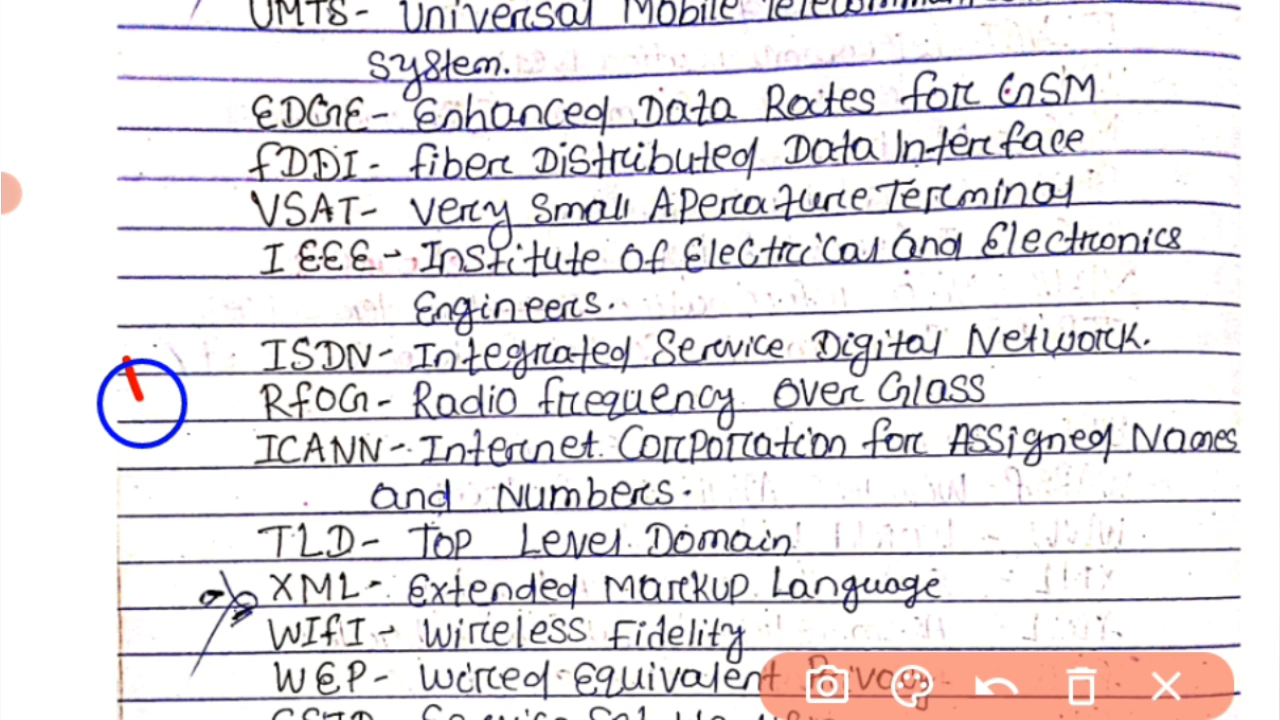 UMTS- Universal Mobile Telecommun
System.
EDGE- Enhanced Data Rates for GSM
FDDI- fiber Distributed Data Interface
VSAT- Very Small Aperature Terminal
IEEE- Institute of Electrical and Electronics
Engineers.
ISDN- Integrated Service Digital Network.
RfOG- Radio frequency over Glass
ICANN- Internet Corporation for Assigned Names
and Numbers.
TLD- Top Level Domain
XML- Extended Markup Language
WIfI- Wireless Fidelity
WEP- Wired Equivalent